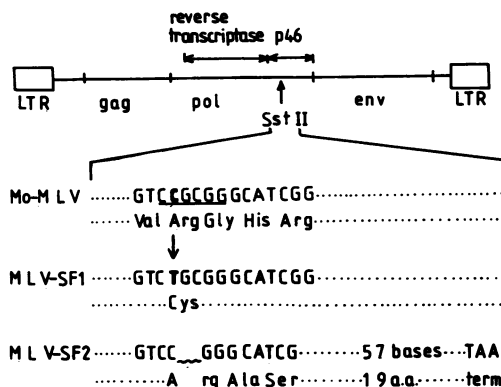 reverse
transcriptase p46
LTR gag pol env LTR
Sst II
Mo-MLV ······GTCCGCGGGCATCGG······
······Val Arg Gly His Arg······
MLV-SF1 ······GTCTGCGGGCATCGG······
······Cys······
MLV-SF2 ······GTCC GGGCATCG······57 bases······TAA
······A rg Ala Ser······19 a.a.······term